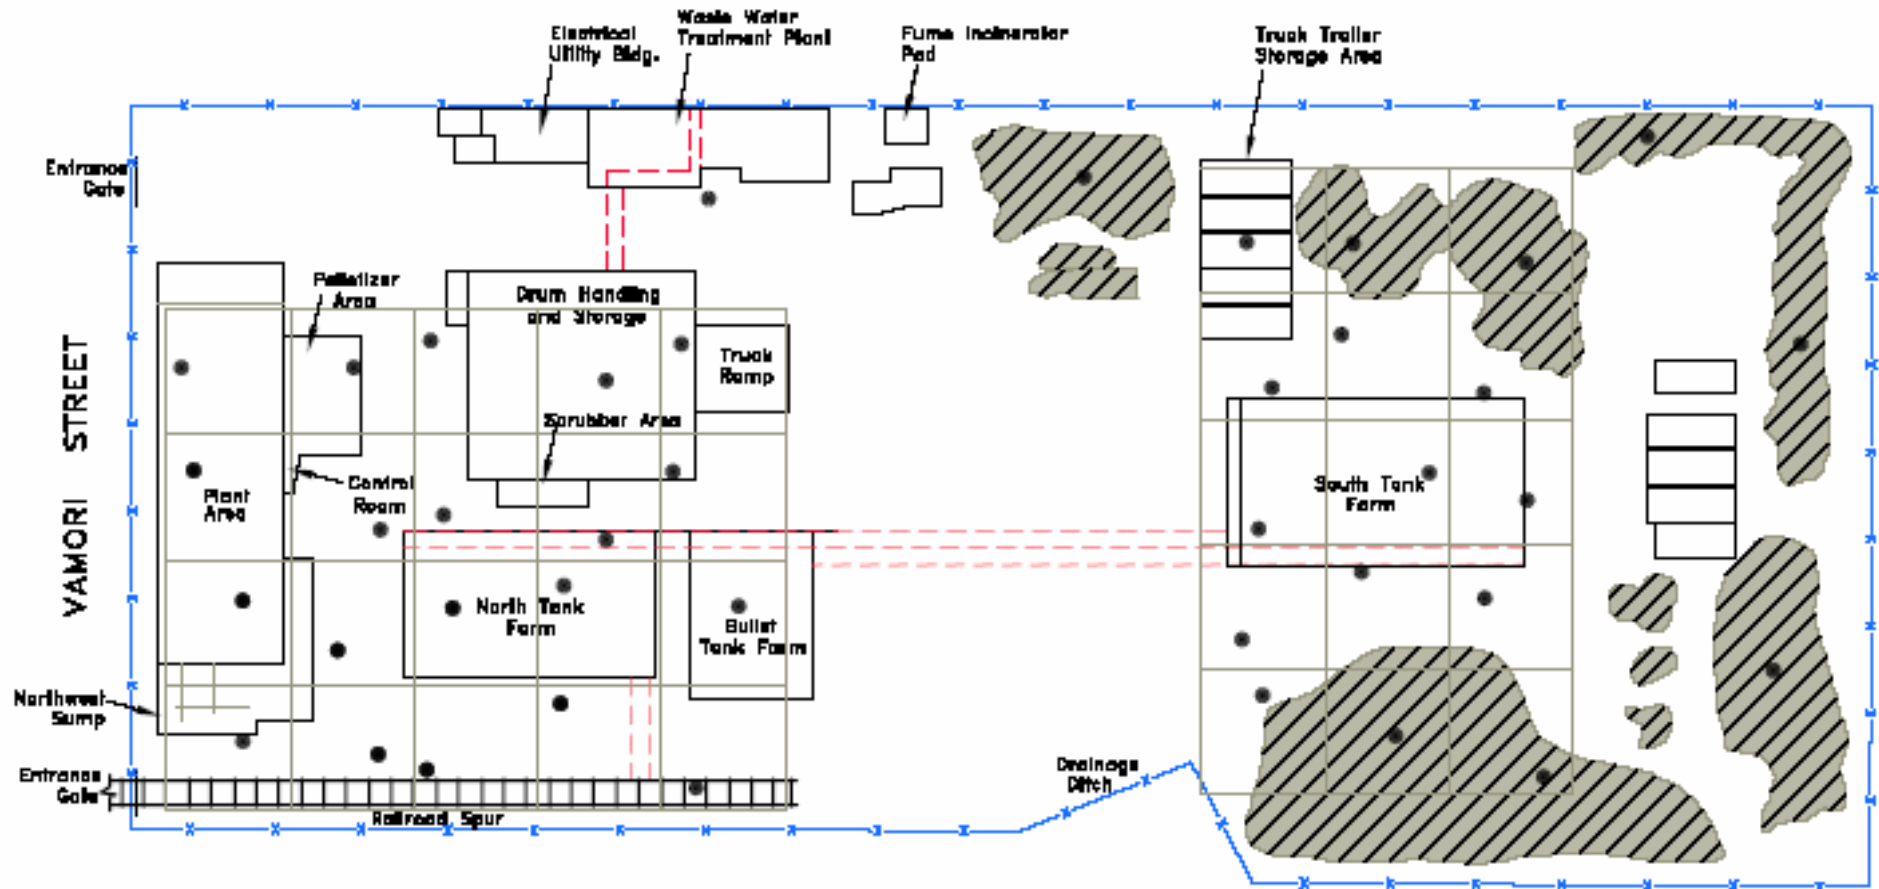 Electrical
Utility Bldg.
Waste Water
Treatment Plant
Fume Incinerator
Pad
Truck Trailer
Storage Area
Entrance
Gate
Pelletizer
Area
Drum Handling
and Storage
Truck
Ramp
Scrubber Area
VAMORI STREET
Plant
Area
Control
Room
South Tank
Farm
North Tank
Farm
Bullet
Tank Farm
Northwest
Sump
Entrance
Gate
Railroad Spur
Drainage
Ditch